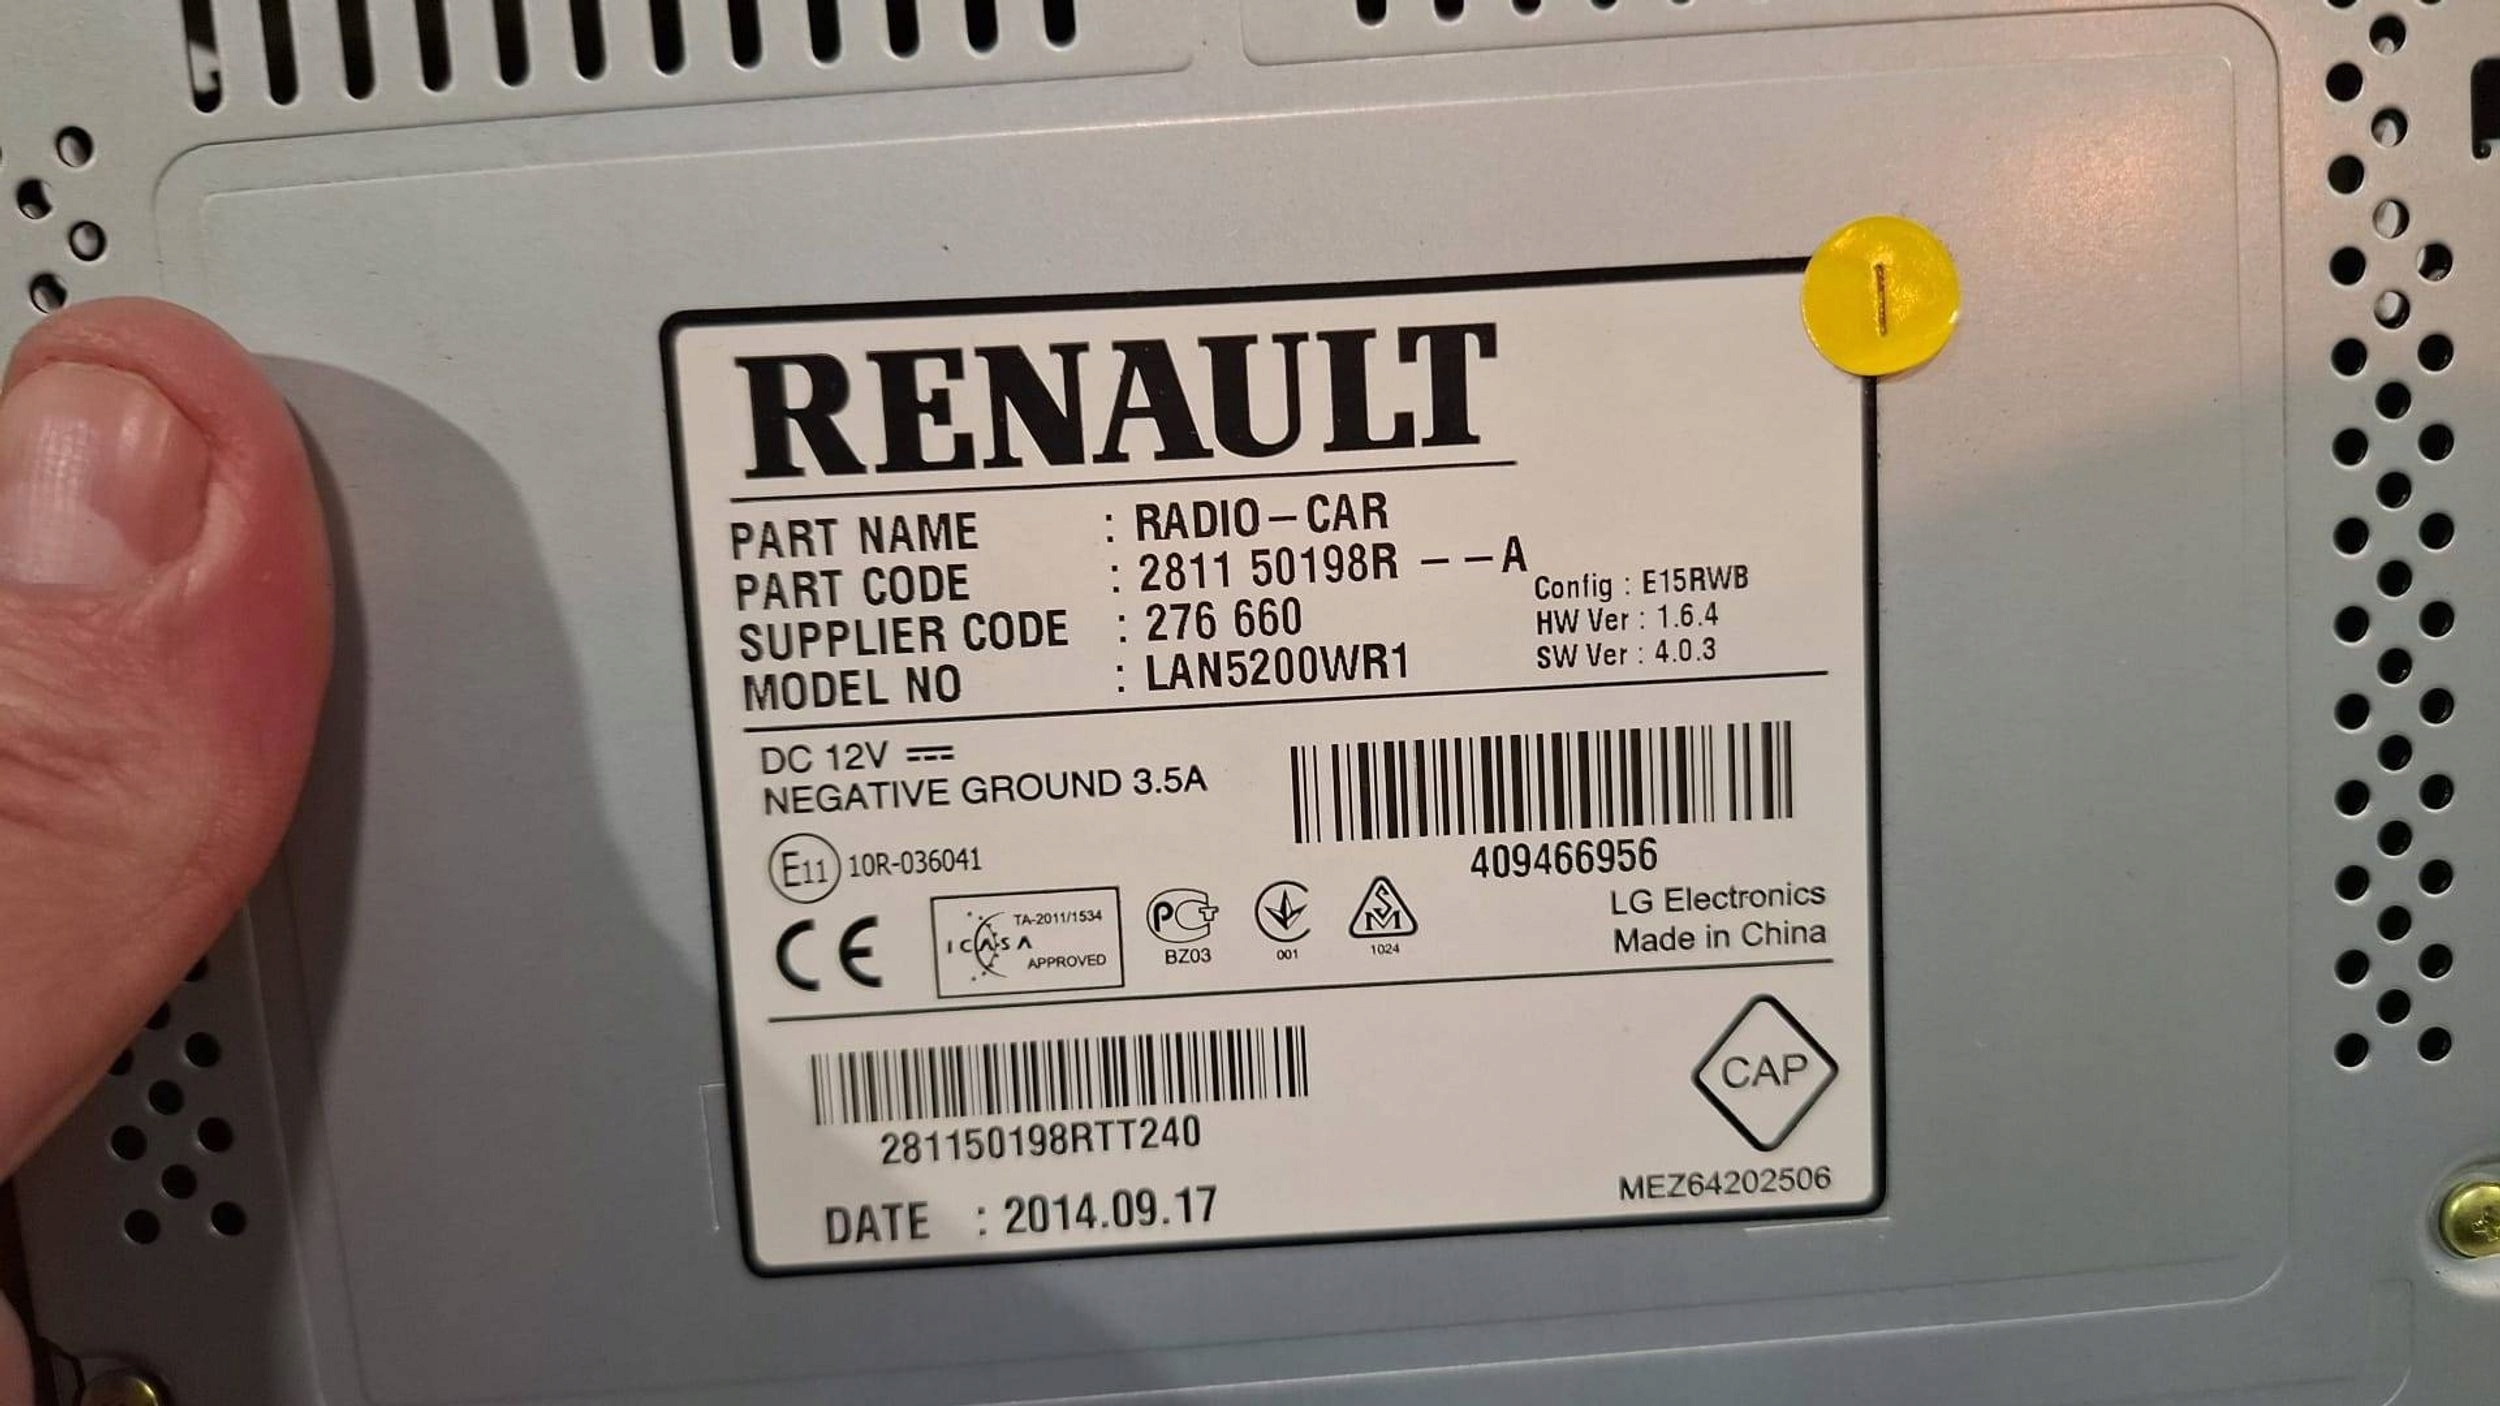 RENAULT
PART NAME : RADIO-CAR
PART CODE : 2811 50198R - - A
SUPPLIER CODE : 276 660
MODEL NO : LAN5200WR1
Config : E15RWB
HW Ver : 1.6.4
SW Ver : 4.0.3
DC 12V
NEGATIVE GROUND 3.5A
409466956
E11 10R-036041
LG Electronics
Made in China
CE
TA-2011/1534
ICASA
APPROVED
PCT
BZ03
001
SM
1024
281150198RTT240
CAP
MEZ64202506
DATE : 2014.09.17